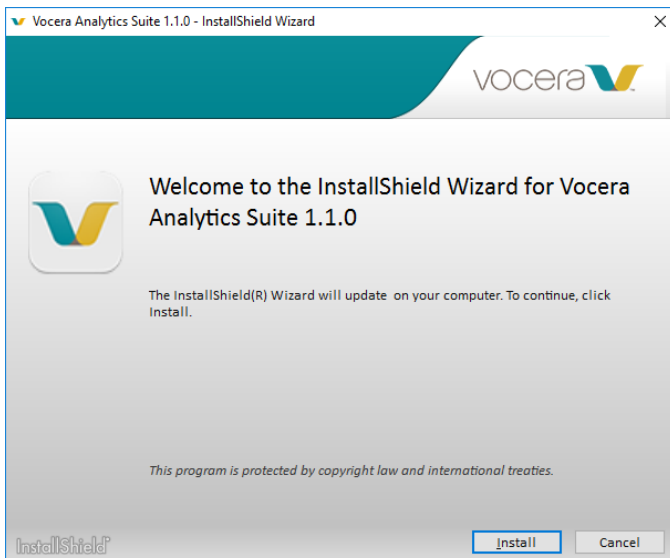 Vocera Analytics Suite 1.1.0 - InstallShield Wizard
vocera
Welcome to the InstallShield Wizard for Vocera
Analytics Suite 1.1.0
The InstallShield(R) Wizard will update  on your computer. To continue, click
Install.
This program is protected by copyright law and international treaties.
InstallShield
Install
Cancel